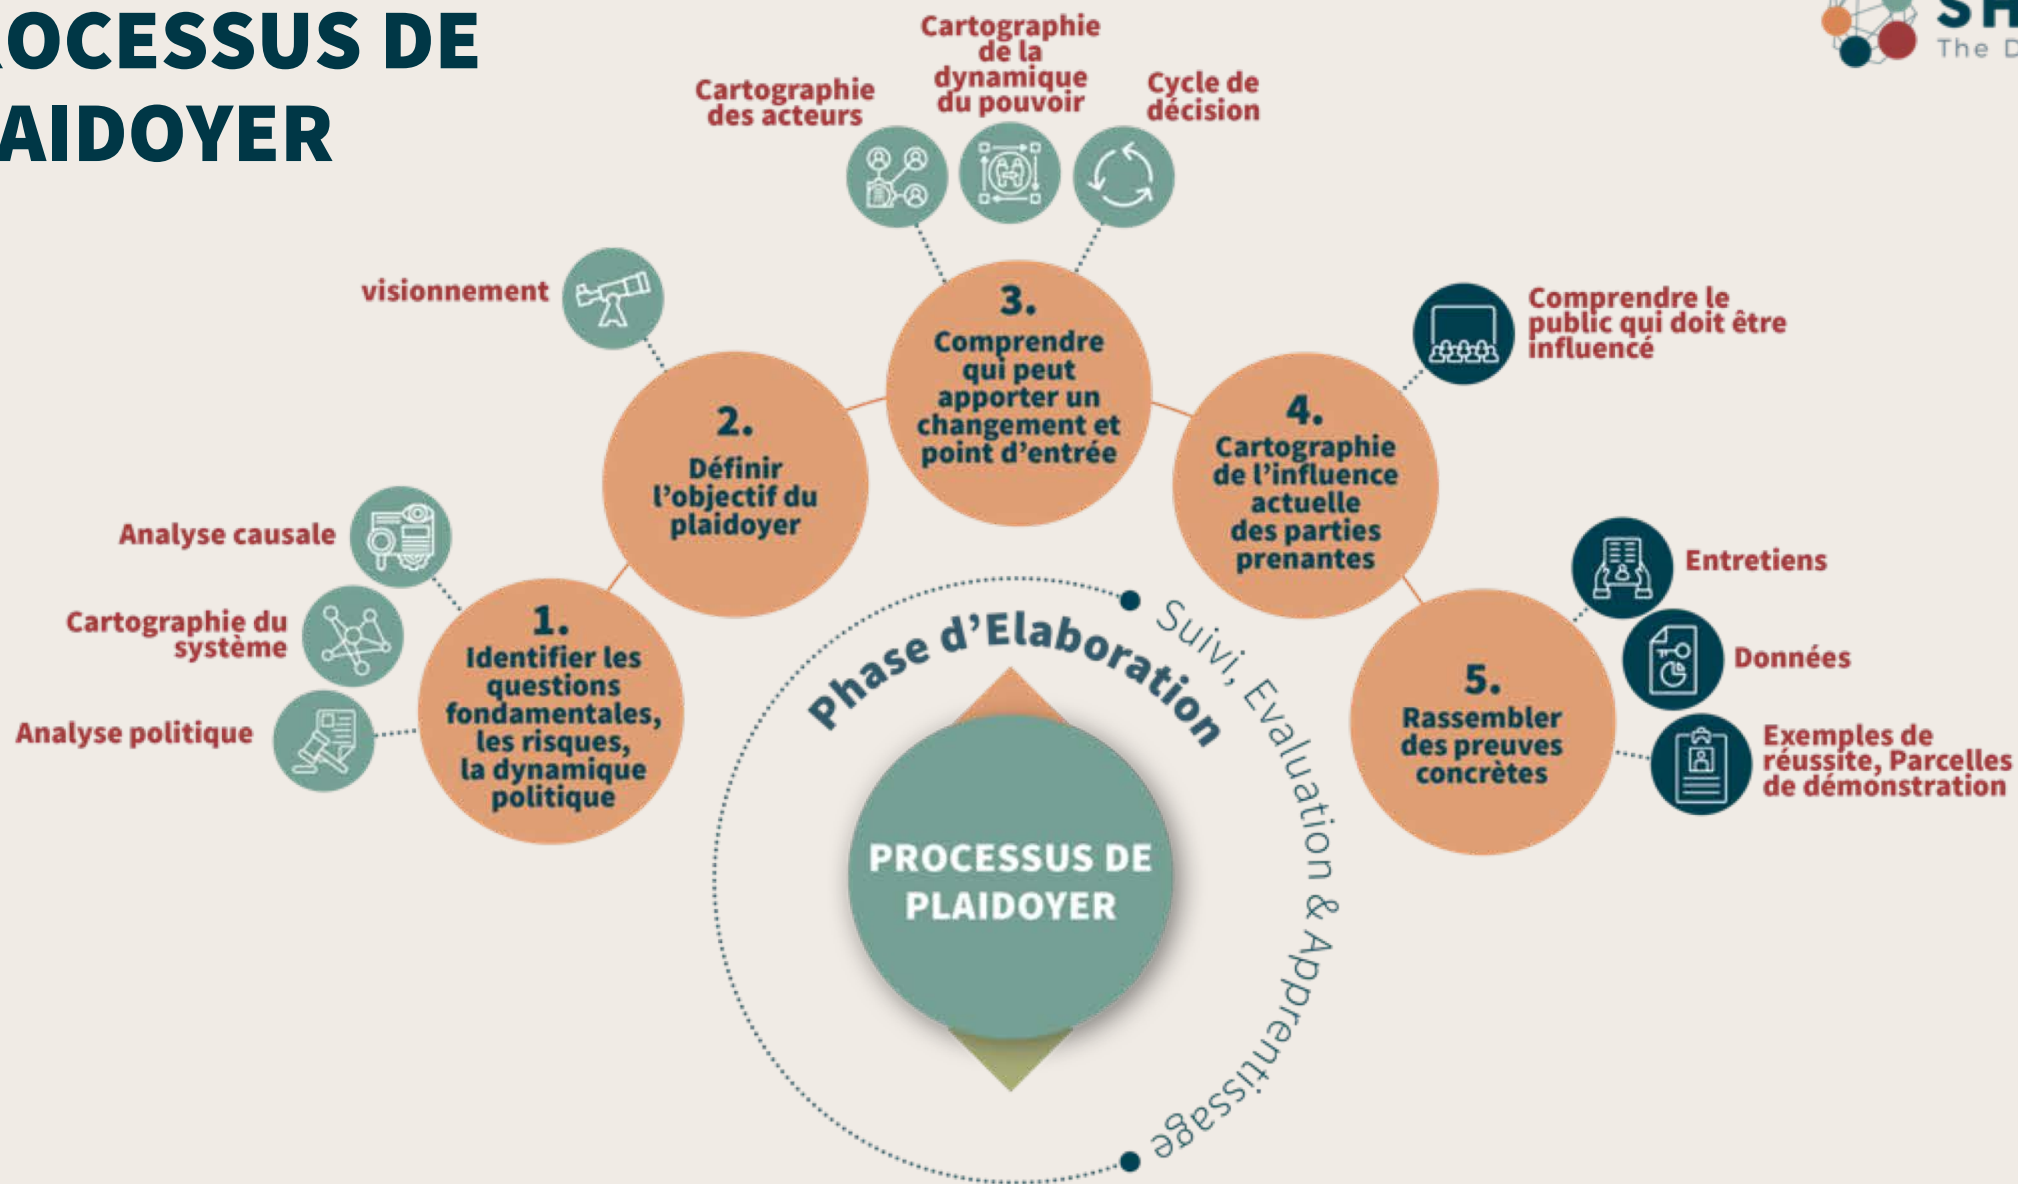 OCESSUS DE
AIDOYER
SH
The D
Cartographie
des acteurs
Cartographie
de la
dynamique
du pouvoir
Cycle de
décision
visionnement
3.
Comprendre
qui peut
apporter un
changement et
point d’entrée
Comprendre le
public qui doit être
influencé
2.
Définir
l’objectif du
plaidoyer
4.
Cartographie
de l’influence
actuelle
des parties
prenantes
Analyse causale
Cartographie du
système
Analyse politique
1.
Identifier les
questions
fondamentales,
les risques,
la dynamique
politique
Entretiens
Données
Exemples de
réussite, Parcelles
de démonstration
5.
Rassembler
des preuves
concrètes
Phase d’Elaboration
Suivi, Evaluation & Apprentissage
PROCESSUS DE
PLAIDOYER